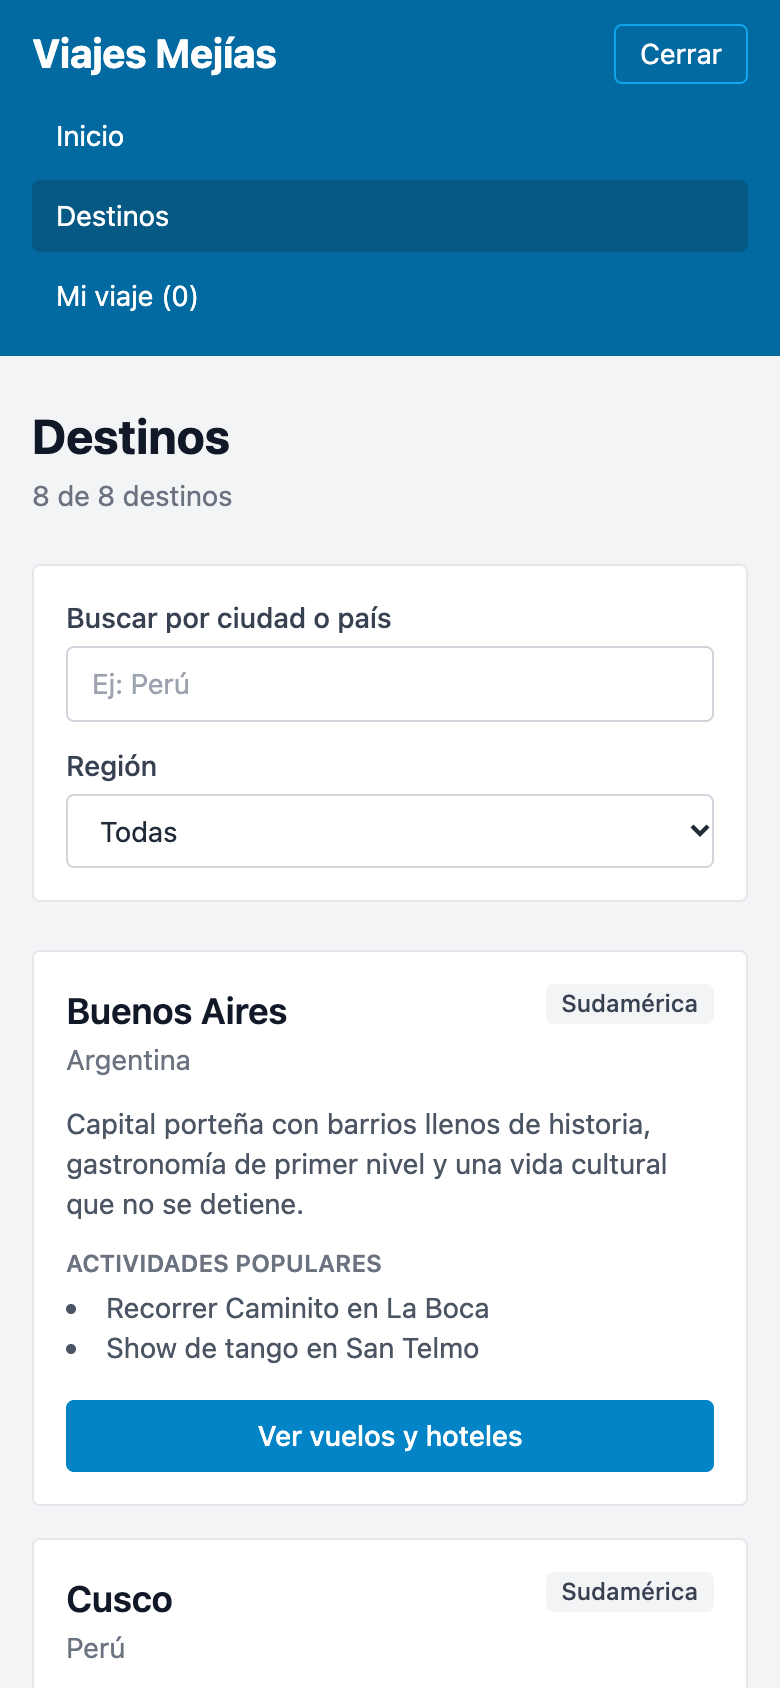 Viajes Mejías
Cerrar
Inicio
Destinos
Mi viaje (0)
Destinos
8 de 8 destinos
Buscar por ciudad o país
Ej: Perú
Región
Todas
Buenos Aires
Sudamérica
Argentina
Capital porteña con barrios llenos de historia,
gastronomía de primer nivel y una vida cultural
que no se detiene.
ACTIVIDADES POPULARES
• Recorrer Caminito en La Boca
• Show de tango en San Telmo
Ver vuelos y hoteles
Cusco
Sudamérica
Perú